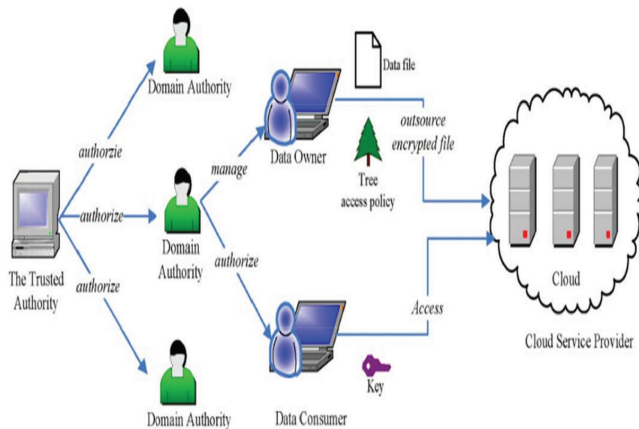 Domain Authority
authorzie
Data file
Data Owner
outsource
encrypted file
manage
Tree
access policy
authorize
The Trusted
Authority
Domain
Authority
authorize
authorize
Cloud
Access
Cloud Service Provider
Domain Authority
Data Consumer
Key